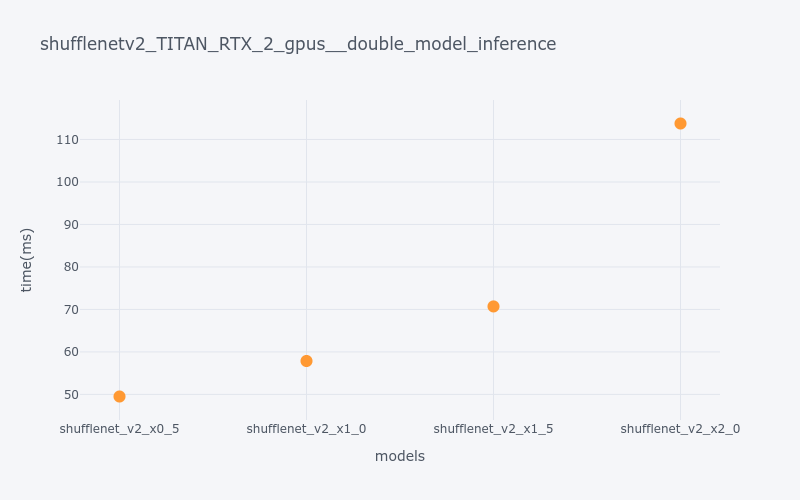 shufflenetv2_TITAN_RTX_2_gpus__double_model_inference
110
100
90
80
70
60
50
time(ms)
shufflenet_v2_x0_5 shufflenet_v2_x1_0 shufflenet_v2_x1_5 shufflenet_v2_x2_0
models